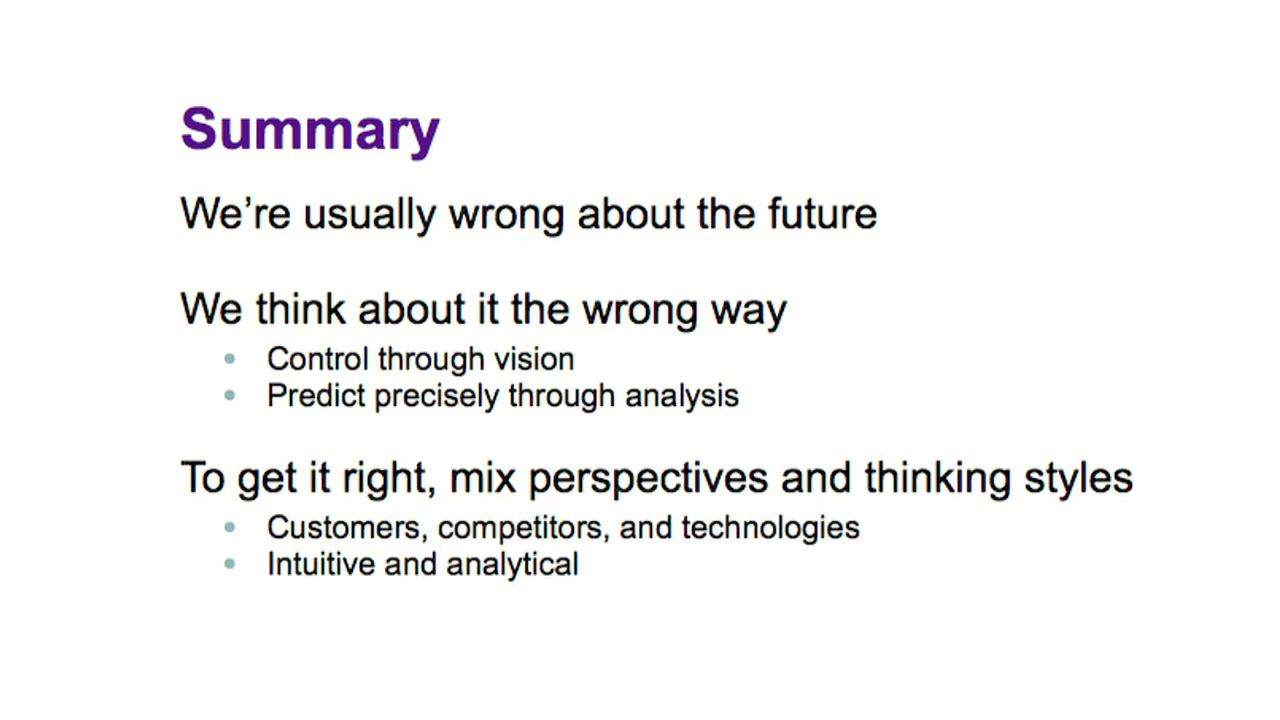 Summary
We’re usually wrong about the future
We think about it the wrong way
• Control through vision
• Predict precisely through analysis
To get it right, mix perspectives and thinking styles
• Customers, competitors, and technologies
• Intuitive and analytical